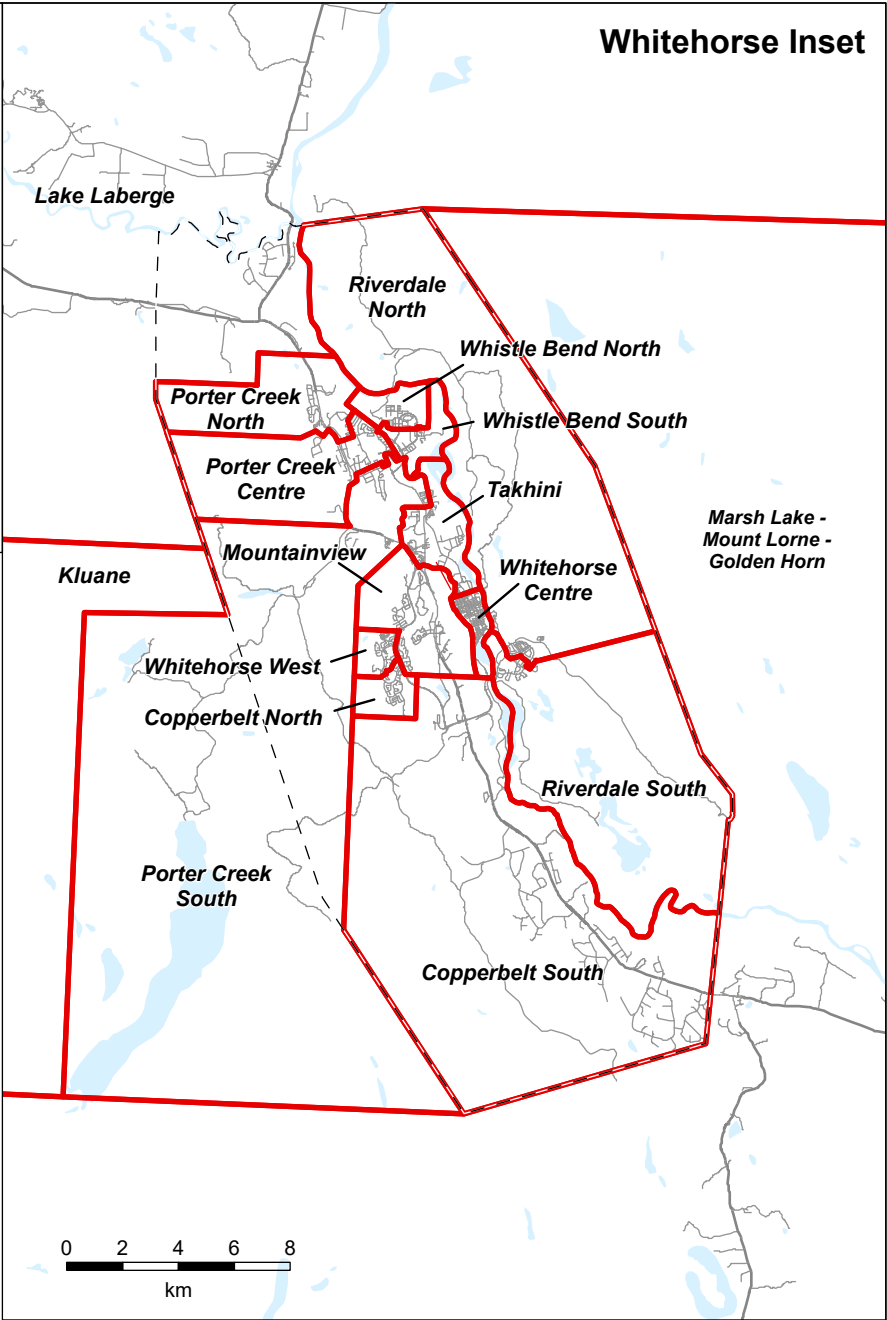 Whitehorse Inset
Lake Laberge
Riverdale
North
Whistle Bend North
Porter Creek
North
Whistle Bend South
Porter Creek
Centre
Takhini
Marsh Lake -
Mount Lorne -
Golden Horn
Mountainview
Kluane
Whitehorse
Centre
Whitehorse West
Copperbelt North
Riverdale South
Porter Creek
South
Copperbelt South
0 2 4 6 8
km